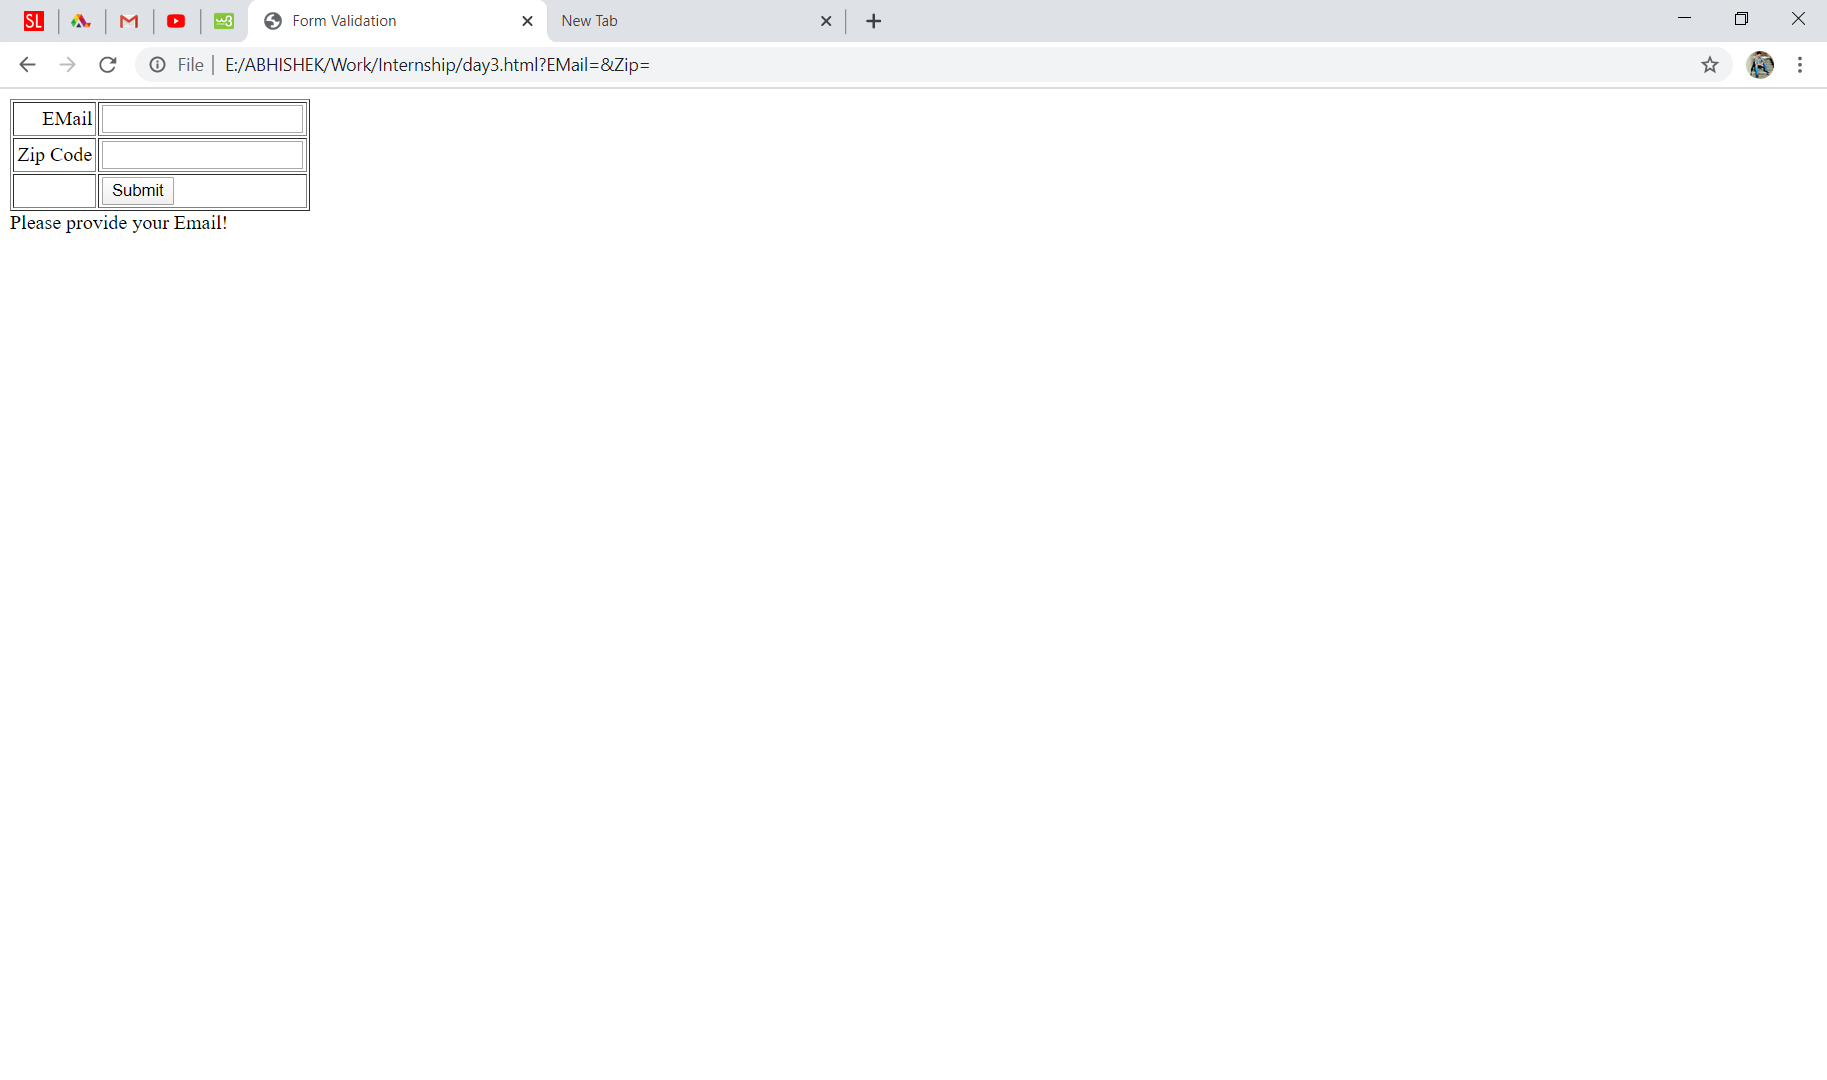 SL w3 Form Validation New Tab
File E:/ABHISHEK/Work/Internship/day3.html?EMail=&Zip=
EMail
Zip Code
Submit
Please provide your Email!